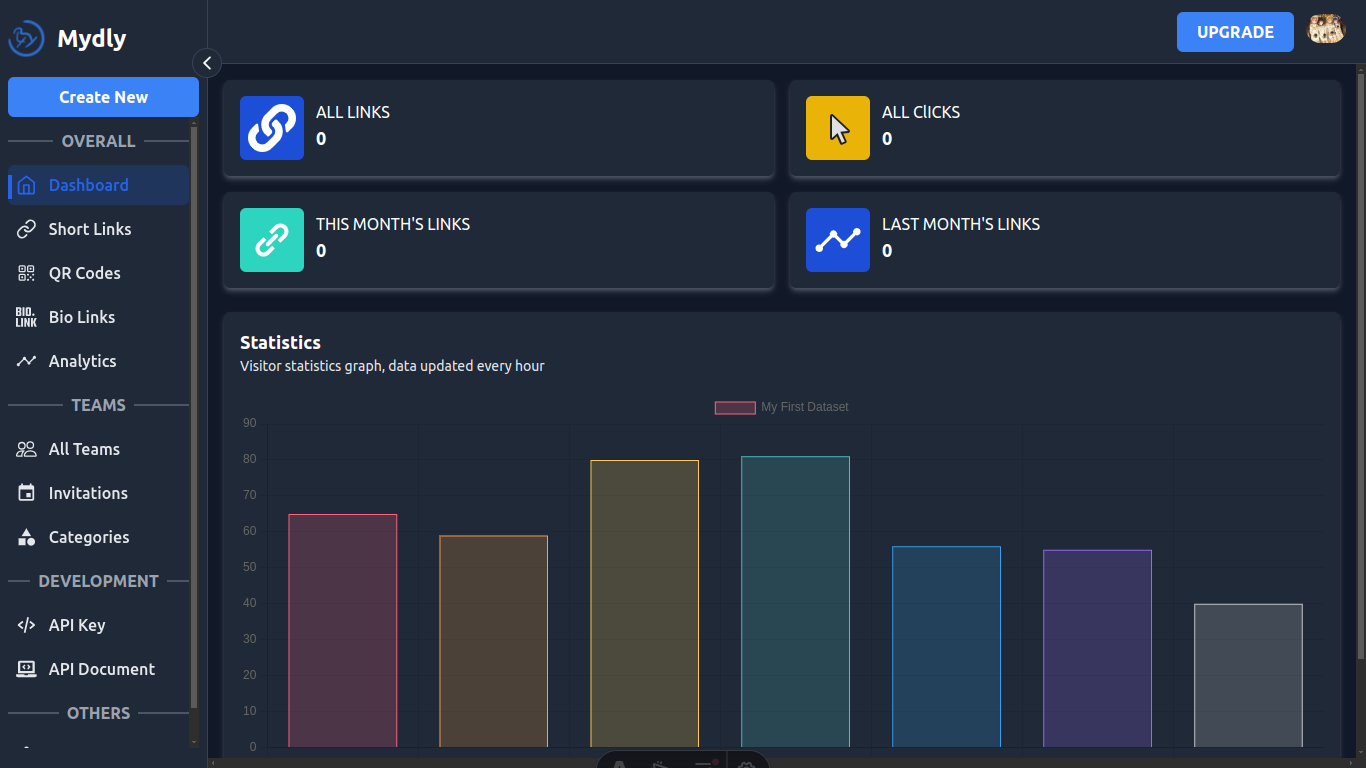 Mydly
UPGRADE
Create New
OVERALL
Dashboard
Short Links
QR Codes
BIO.
LINK
Bio Links
Analytics
TEAMS
All Teams
Invitations
Categories
DEVELOPMENT
API Key
API Document
OTHERS
ALL LINKS
0
ALL ClICKS
0
THIS MONTH'S LINKS
0
LAST MONTH'S LINKS
0
Statistics
Visitor statistics graph, data updated every hour
My First Dataset
90
80
70
60
50
40
30
20
10
0